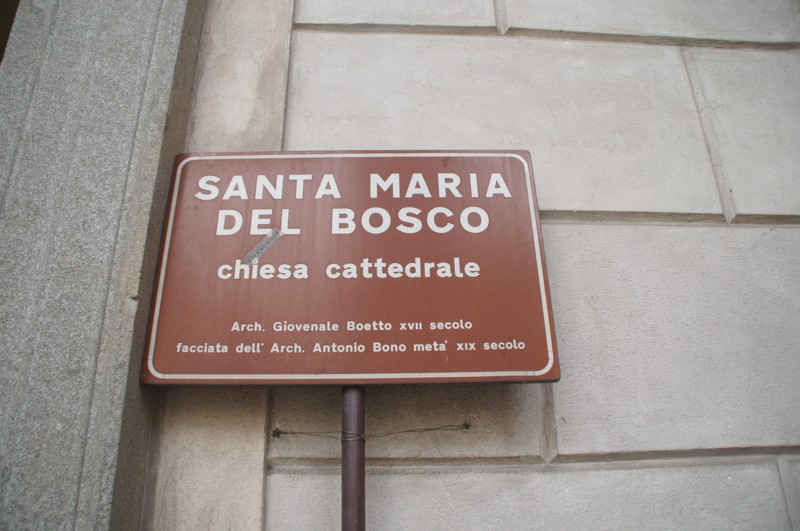 SANTA MARIA
DEL BOSCO
chiesa cattedrale
Arch. Giovenale Boetto XVII secolo
facciata dell' Arch. Antonio Bono meta' XIX secolo